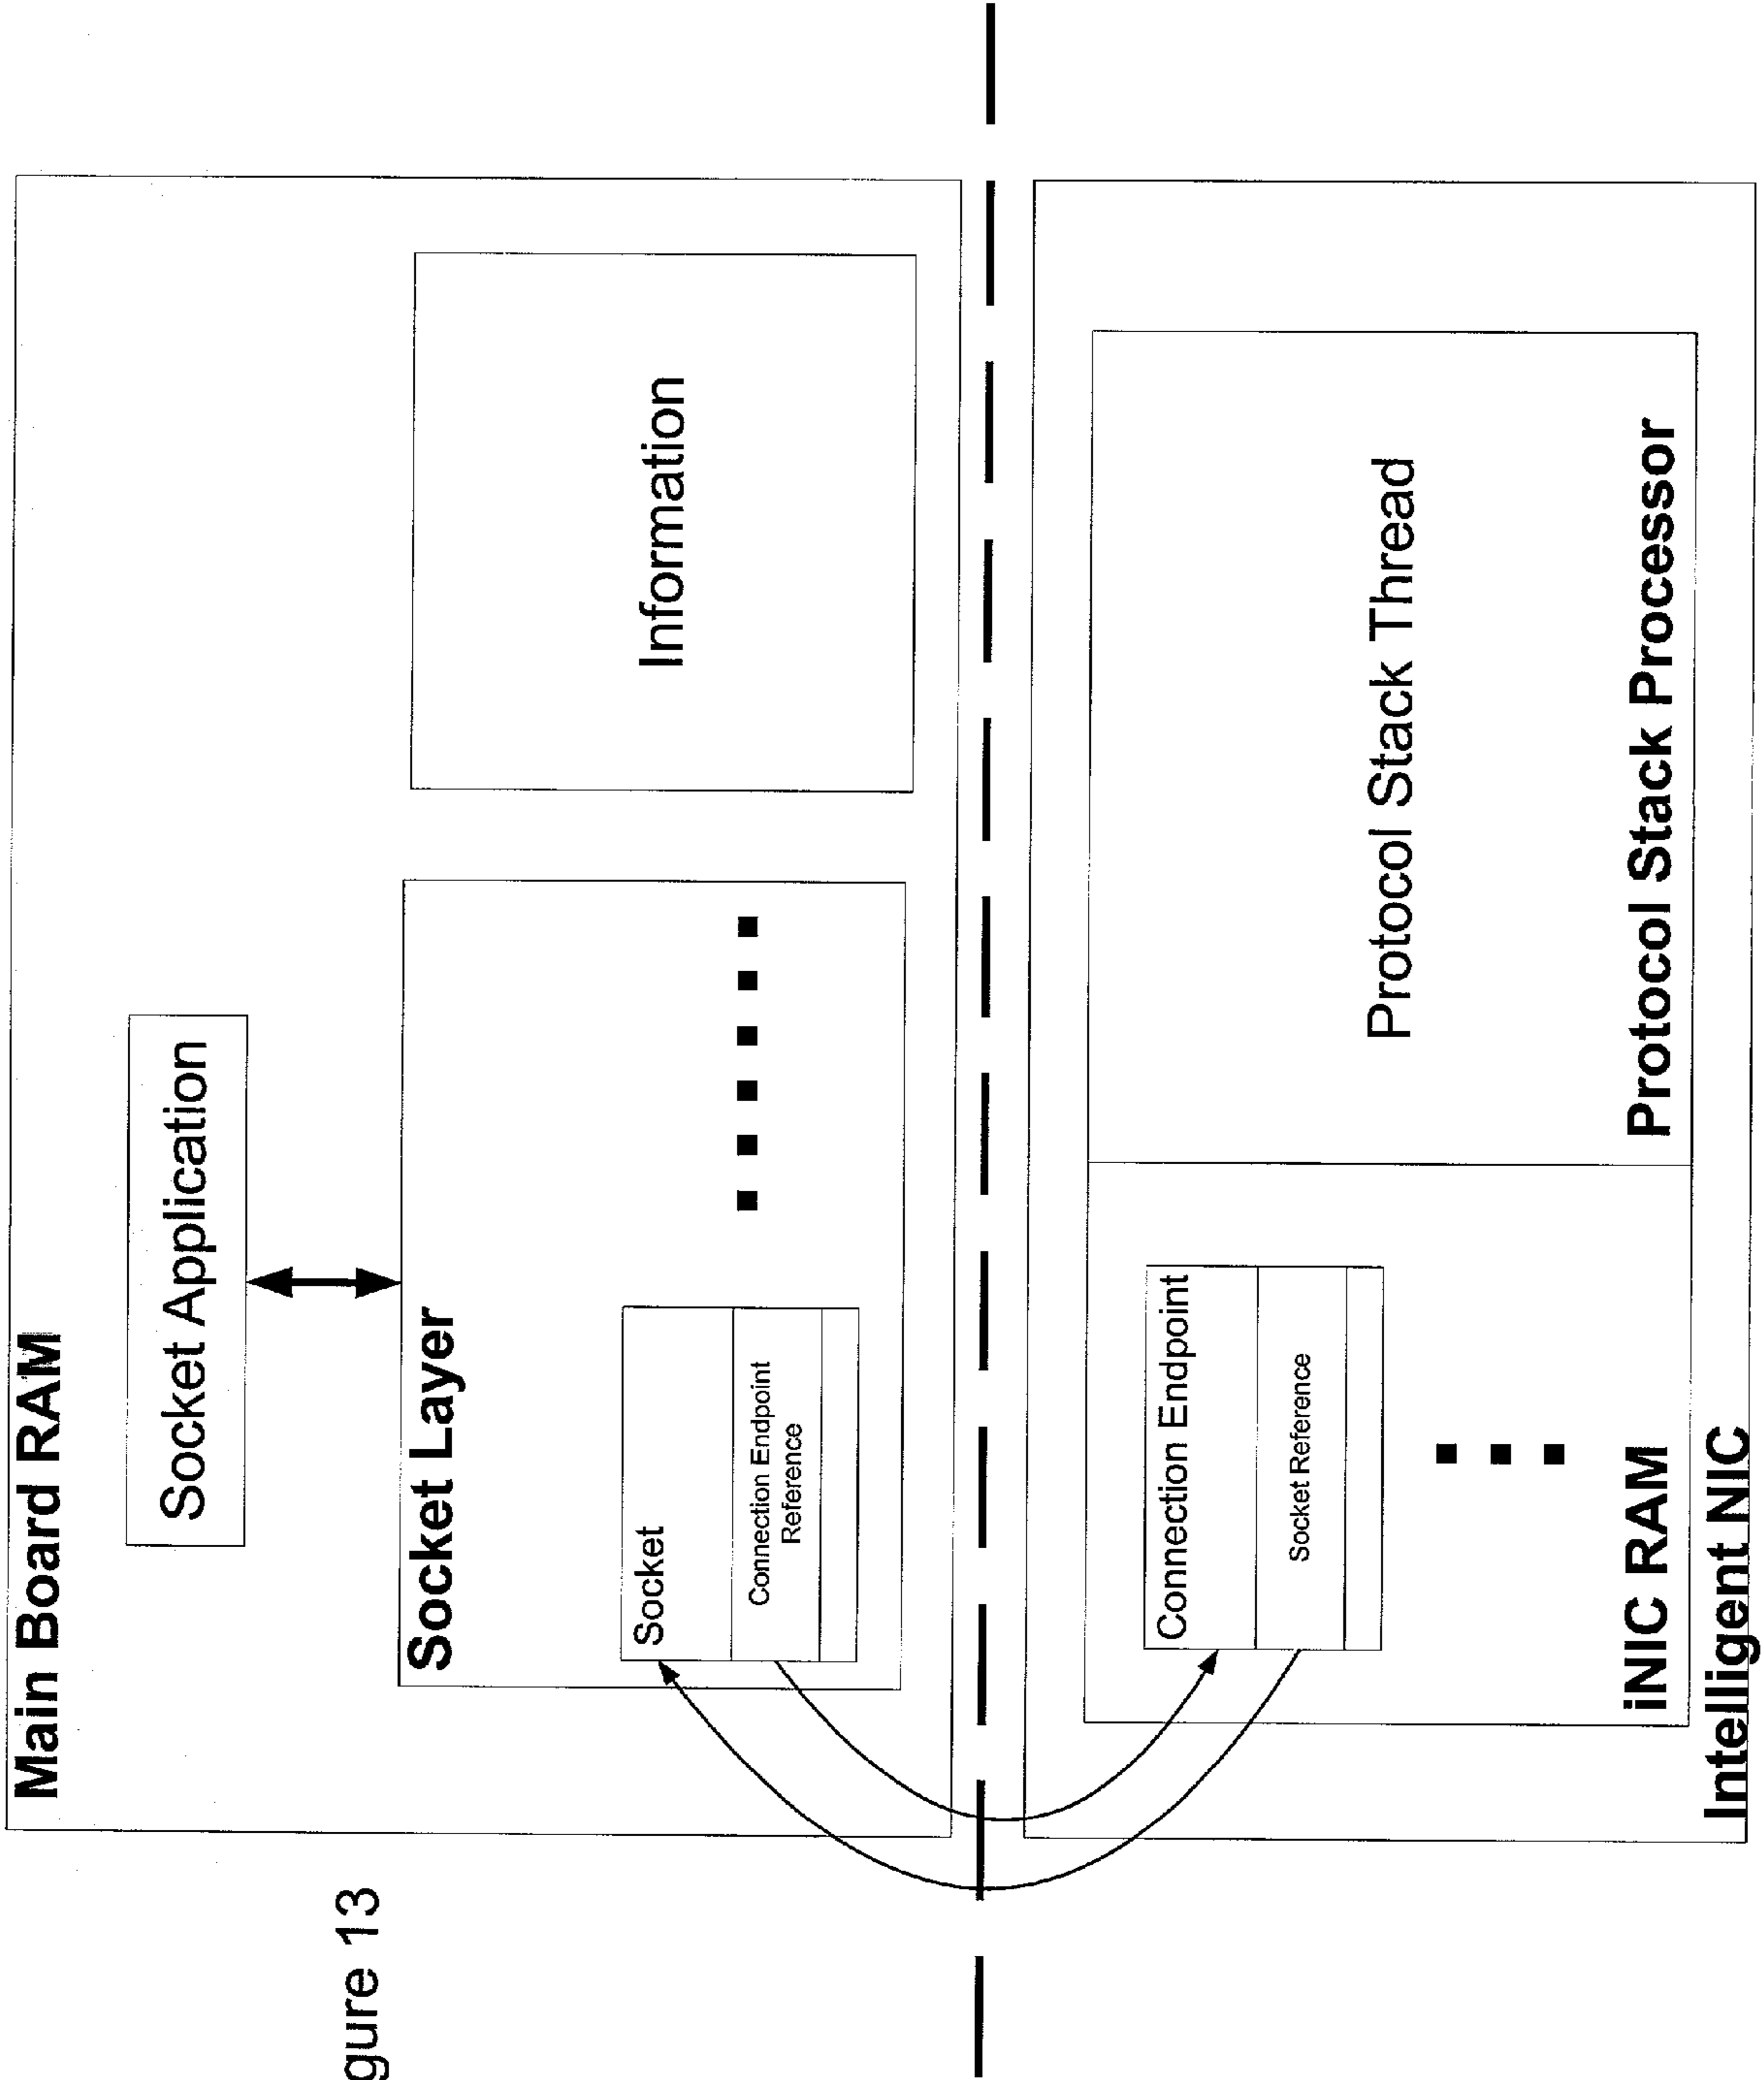 gure 13
Main Board RAM
Socket Application
Socket Layer
Socket
Connection Endpoint
Reference
Information
Connection Endpoint
Socket Reference
iNIC RAM
Protocol Stack Thread
Protocol Stack Processor
Intelligent NIC